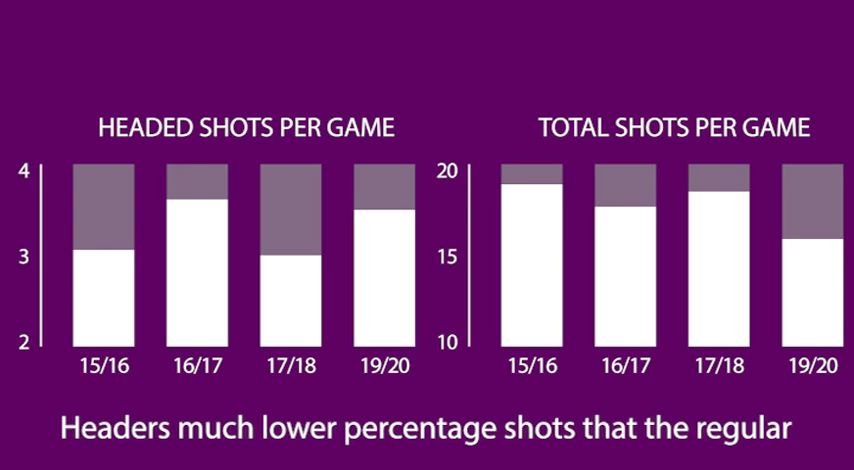 HEADED SHOTS PER GAME
4
3
2
15/16 16/17 17/18 19/20
TOTAL SHOTS PER GAME
20
15
10
15/16 16/17 17/18 19/20
Headers much lower percentage shots that the regular